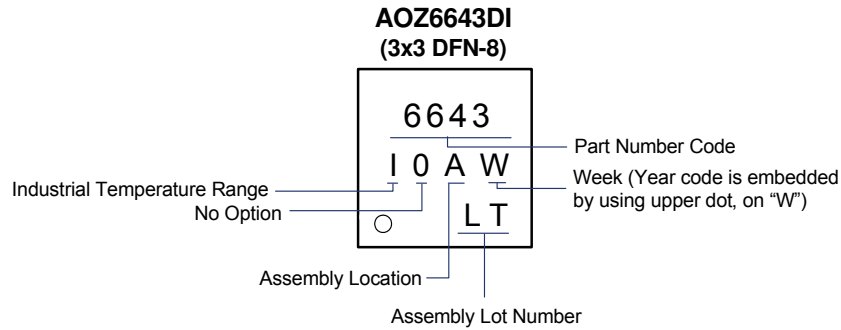 AOZ6643DI
(3x3 DFN-8)
6643
Part Number Code
I 0 A W
Week (Year code is embedded
by using upper dot, on “W”)
Industrial Temperature Range
No Option
L T
Assembly Location
Assembly Lot Number